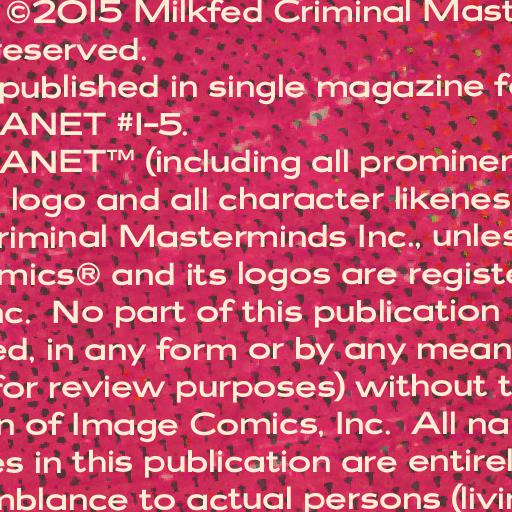 ©2015 Milkfed Criminal Mast
reserved.
published in single magazine fo
ANET #1-5.
ANET™ (including all prominen
logo and all character likenes
riminal Masterminds Inc., unles
mics® and its logos are registe
nc. No part of this publication
ed, in any form or by any mean
for review purposes) without t
n of Image Comics, Inc. All na
es in this publication are entirel
mblance to actual persons (livin